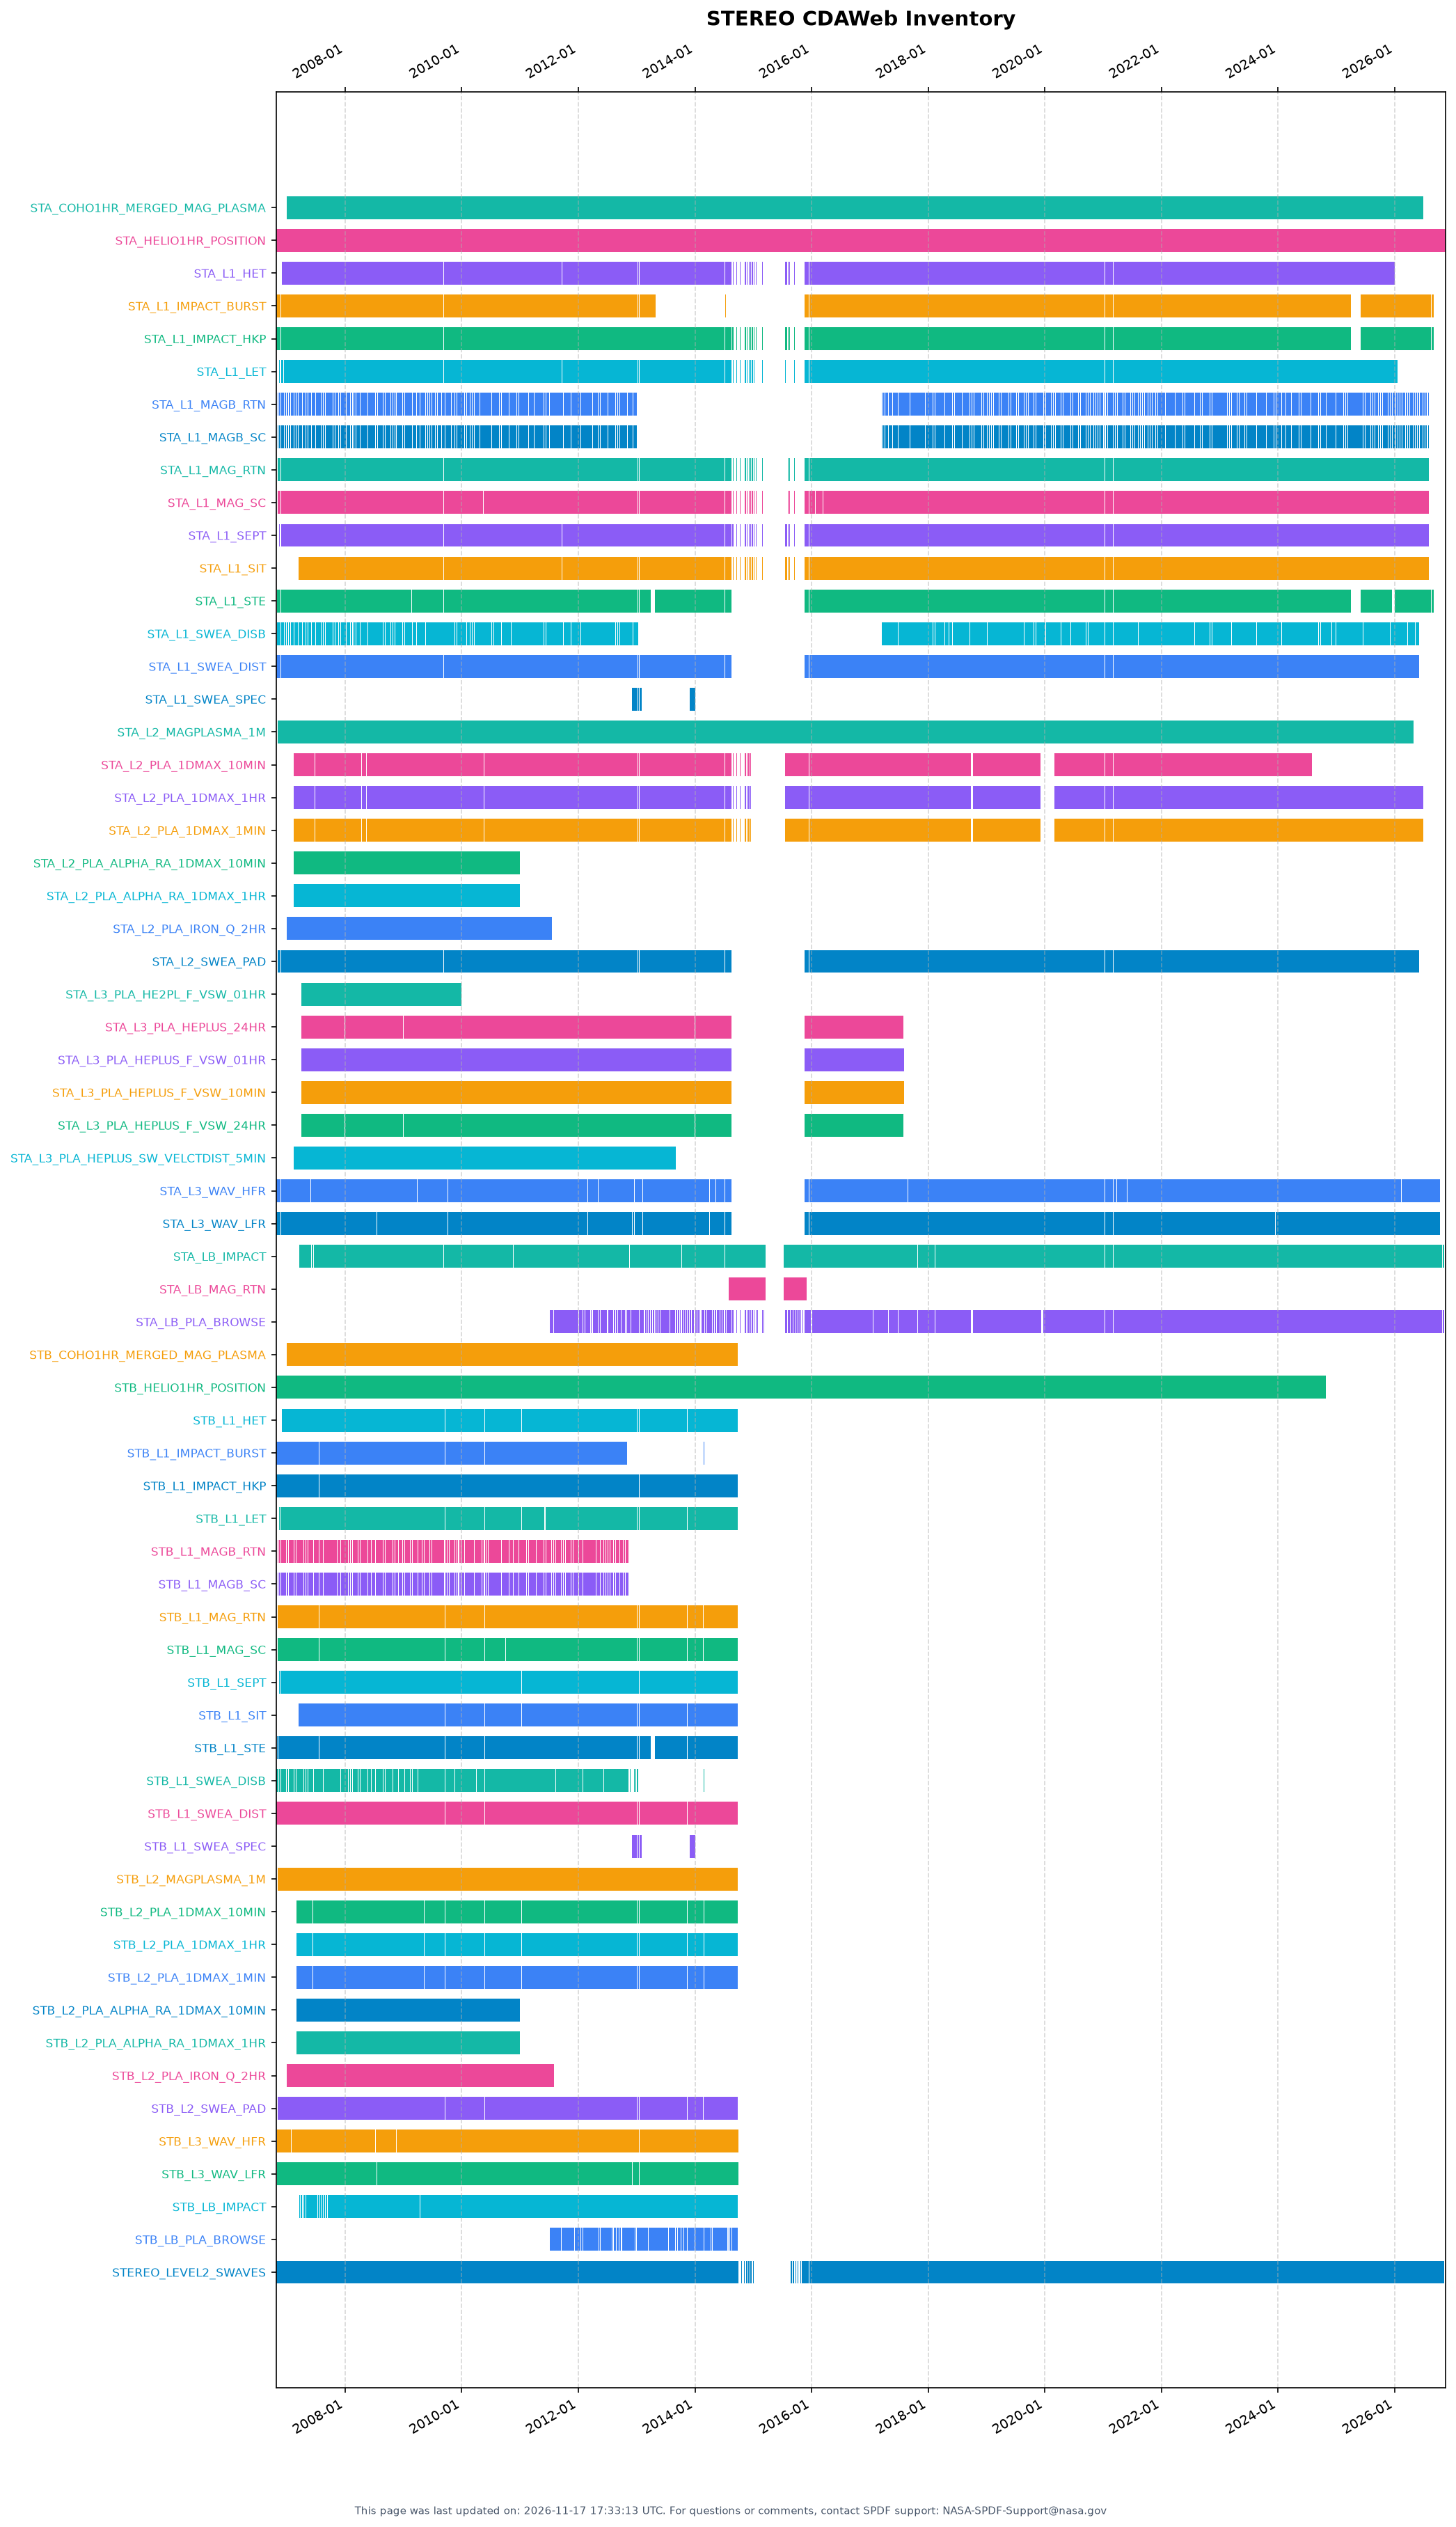 STEREO CDAWeb Inventory
2008-01 2010-01 2012-01 2014-01 2016-01 2018-01 2020-01 2022-01 2024-01 2026-01
STA_COHO1HR_MERGED_MAG_PLASMA
STA_HELIO1HR_POSITION
STA_L1_HET
STA_L1_IMPACT_BURST
STA_L1_IMPACT_HKP
STA_L1_LET
STA_L1_MAGB_RTN
STA_L1_MAGB_SC
STA_L1_MAG_RTN
STA_L1_MAG_SC
STA_L1_SEPT
STA_L1_SIT
STA_L1_STE
STA_L1_SWEA_DISB
STA_L1_SWEA_DIST
STA_L1_SWEA_SPEC
STA_L2_MAGPLASMA_1M
STA_L2_PLA_1DMAX_10MIN
STA_L2_PLA_1DMAX_1HR
STA_L2_PLA_1DMAX_1MIN
STA_L2_PLA_ALPHA_RA_1DMAX_10MIN
STA_L2_PLA_ALPHA_RA_1DMAX_1HR
STA_L2_PLA_IRON_Q_2HR
STA_L2_SWEA_PAD
STA_L3_PLA_HE2PL_F_VSW_01HR
STA_L3_PLA_HEPLUS_24HR
STA_L3_PLA_HEPLUS_F_VSW_01HR
STA_L3_PLA_HEPLUS_F_VSW_10MIN
STA_L3_PLA_HEPLUS_F_VSW_24HR
STA_L3_PLA_HEPLUS_SW_VELCTDIST_5MIN
STA_L3_WAV_HFR
STA_L3_WAV_LFR
STA_LB_IMPACT
STA_LB_MAG_RTN
STA_LB_PLA_BROWSE
STB_COHO1HR_MERGED_MAG_PLASMA
STB_HELIO1HR_POSITION
STB_L1_HET
STB_L1_IMPACT_BURST
STB_L1_IMPACT_HKP
STB_L1_LET
STB_L1_MAGB_RTN
STB_L1_MAGB_SC
STB_L1_MAG_RTN
STB_L1_MAG_SC
STB_L1_SEPT
STB_L1_SIT
STB_L1_STE
STB_L1_SWEA_DISB
STB_L1_SWEA_DIST
STB_L1_SWEA_SPEC
STB_L2_MAGPLASMA_1M
STB_L2_PLA_1DMAX_10MIN
STB_L2_PLA_1DMAX_1HR
STB_L2_PLA_1DMAX_1MIN
STB_L2_PLA_ALPHA_RA_1DMAX_10MIN
STB_L2_PLA_ALPHA_RA_1DMAX_1HR
STB_L2_PLA_IRON_Q_2HR
STB_L2_SWEA_PAD
STB_L3_WAV_HFR
STB_L3_WAV_LFR
STB_LB_IMPACT
STB_LB_PLA_BROWSE
STEREO_LEVEL2_SWAVES
2008-01 2010-01 2012-01 2014-01 2016-01 2018-01 2020-01 2022-01 2024-01 2026-01
This page was last updated on: 2026-11-17 17:33:13 UTC. For questions or comments, contact SPDF support: NASA-SPDF-Support@nasa.gov